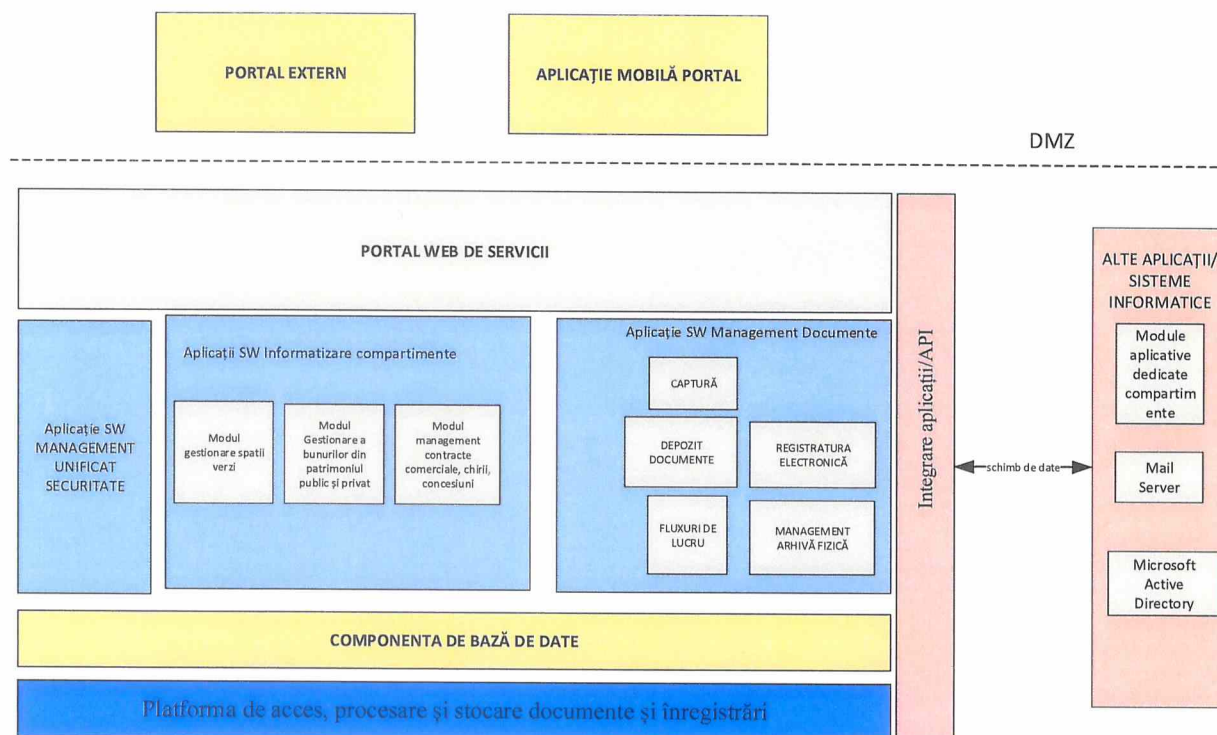 PORTAL EXTERN
APLICAȚIE MOBILĂ PORTAL
DMZ
PORTAL WEB DE SERVICII
Aplicație SW
MANAGEMENT
UNIFICAT
SECURITATE
Aplicații SW Informatizare compartimente
Modul
gestionare spatii
verzi
Modul
Gestionare a
bunurilor din
patrimoniul
public și privat
Modul
management
contracte
comerciale, chirii,
concesiuni
Aplicație SW Management Documente
CAPTURĂ
DEPOZIT
DOCUMENTE
REGISTRATURA
ELECTRONICĂ
FLUXURI DE
LUCRU
MANAGEMENT
ARHIVĂ FIZICĂ
Integrare aplicații/API
schimb de date
ALTE APLICAȚII/
SISTEME
INFORMATICE
Module
aplicative
dedicate
compartim
ente
Mail
Server
Microsoft
Active
Directory
COMPONENTA DE BAZĂ DE DATE
Platforma de acces, procesare și stocare documente și înregistrări